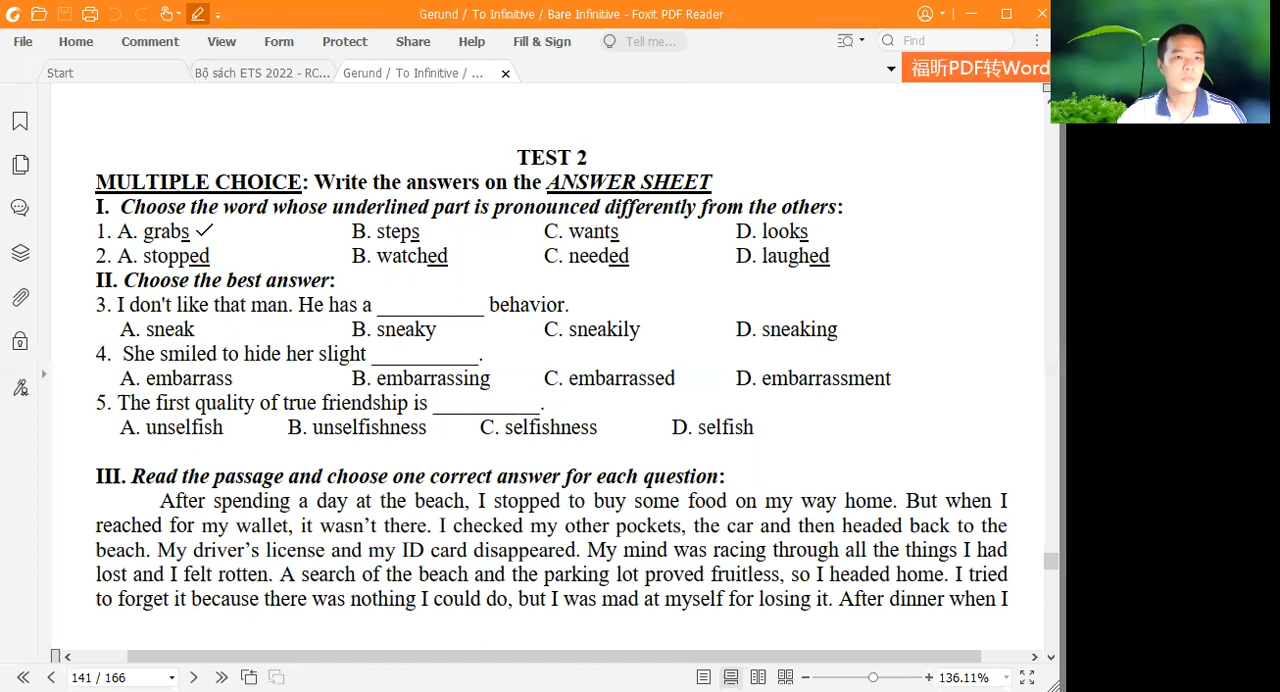 Gerund / To Infinitive / Bare Infinitive - Foxit PDF Reader
File Home Comment View Form Protect Share Help Fill & Sign Tell me... Find
Start Bộ sách ETS 2022 - RC... Gerund / To Infinitive / ... 福昕PDF转Word
TEST 2
MULTIPLE CHOICE: Write the answers on the ANSWER SHEET
I. Choose the word whose underlined part is pronounced differently from the others:
1. A. grabs B. steps C. wants D. looks
2. A. stopped B. watched C. needed D. laughed
II. Choose the best answer:
3. I don't like that man. He has a __________ behavior.
A. sneak B. sneaky C. sneakily D. sneaking
4. She smiled to hide her slight __________.
A. embarrass B. embarrassing C. embarrassed D. embarrassment
5. The first quality of true friendship is __________.
A. unselfish B. unselfishness C. selfishness D. selfish
III. Read the passage and choose one correct answer for each question:
After spending a day at the beach, I stopped to buy some food on my way home. But when I
reached for my wallet, it wasn’t there. I checked my other pockets, the car and then headed back to the
beach. My driver’s license and my ID card disappeared. My mind was racing through all the things I had
lost and I felt rotten. A search of the beach and the parking lot proved fruitless, so I headed home. I tried
to forget it because there was nothing I could do, but I was mad at myself for losing it. After dinner when I
141 / 166 136.11%